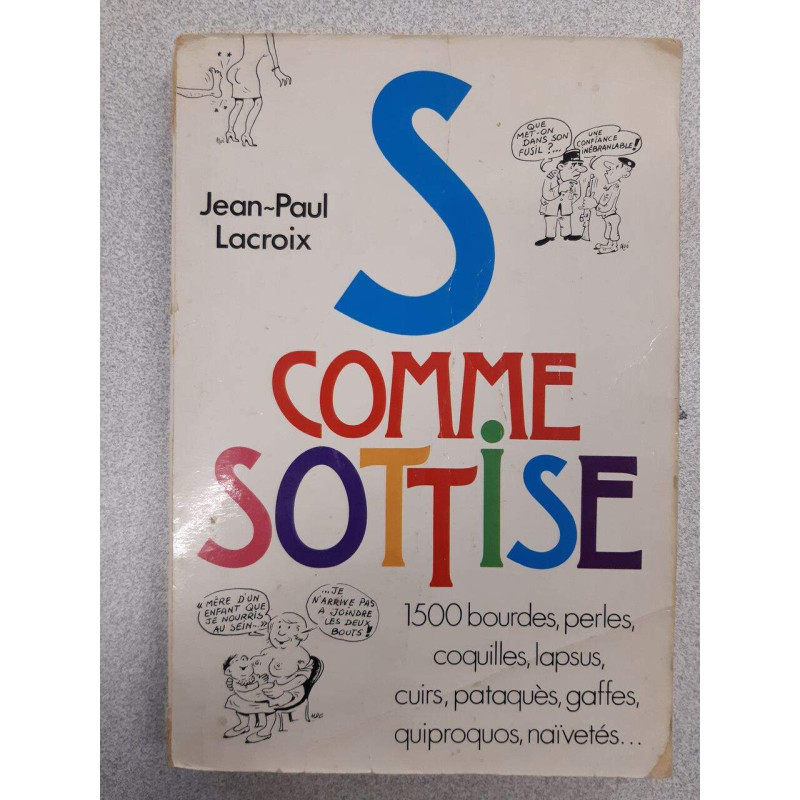 Jean~Paul
Lacroix
QUE
MET-ON
DANS SON
FUSIL ?...
UNE
CONFIANCE
INÉBRANLABLE !
S
COMME
SOTTISE
« MÈRE D'UN
ENFANT QUE
JE NOURRIS
AU SEIN...»
...JE
N'ARRIVE PAS
A JOINDRE
LES DEUX
BOUTS !
1500 bourdes, perles,
coquilles, lapsus,
cuirs, pataquès, gaffes,
quiproquos, naïvetés...